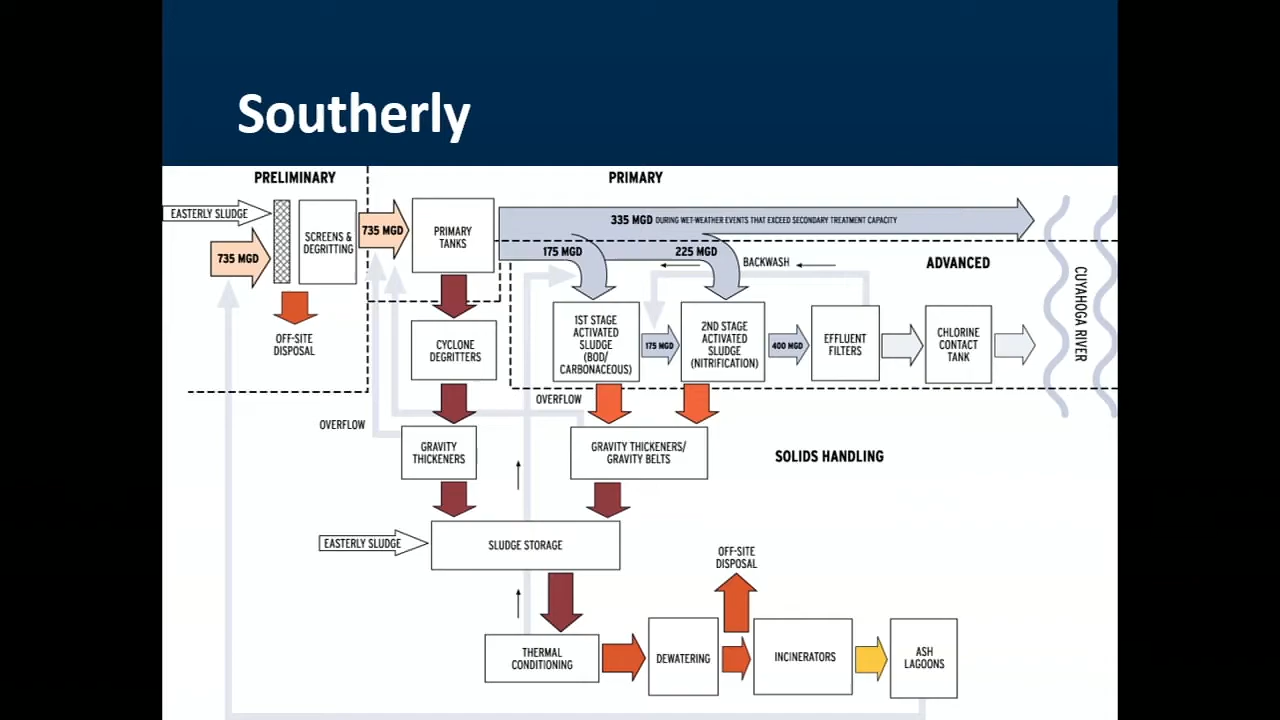 Southerly
PRELIMINARY
PRIMARY
EASTERLY SLUDGE
735 MGD
SCREENS &
DEGRITTING
735 MGD
PRIMARY
TANKS
335 MGD DURING WET-WEATHER EVENTS THAT EXCEED SECONDARY TREATMENT CAPACITY
175 MGD
225 MGD
BACKWASH
ADVANCED
CUYAHOGA RIVER
OFF-SITE
DISPOSAL
CYCLONE
DEGRITTERS
1ST STAGE
ACTIVATED
SLUDGE
(BOD/
CARBONACEOUS)
175 MGD
2ND STAGE
ACTIVATED
SLUDGE
(NITRIFICATION)
400 MGD
EFFLUENT
FILTERS
CHLORINE
CONTACT
TANK
OVERFLOW
OVERFLOW
GRAVITY
THICKENERS
GRAVITY THICKENERS/
GRAVITY BELTS
SOLIDS HANDLING
EASTERLY SLUDGE
SLUDGE STORAGE
OFF-SITE
DISPOSAL
THERMAL
CONDITIONING
DEWATERING
INCINERATORS
ASH
LAGOONS